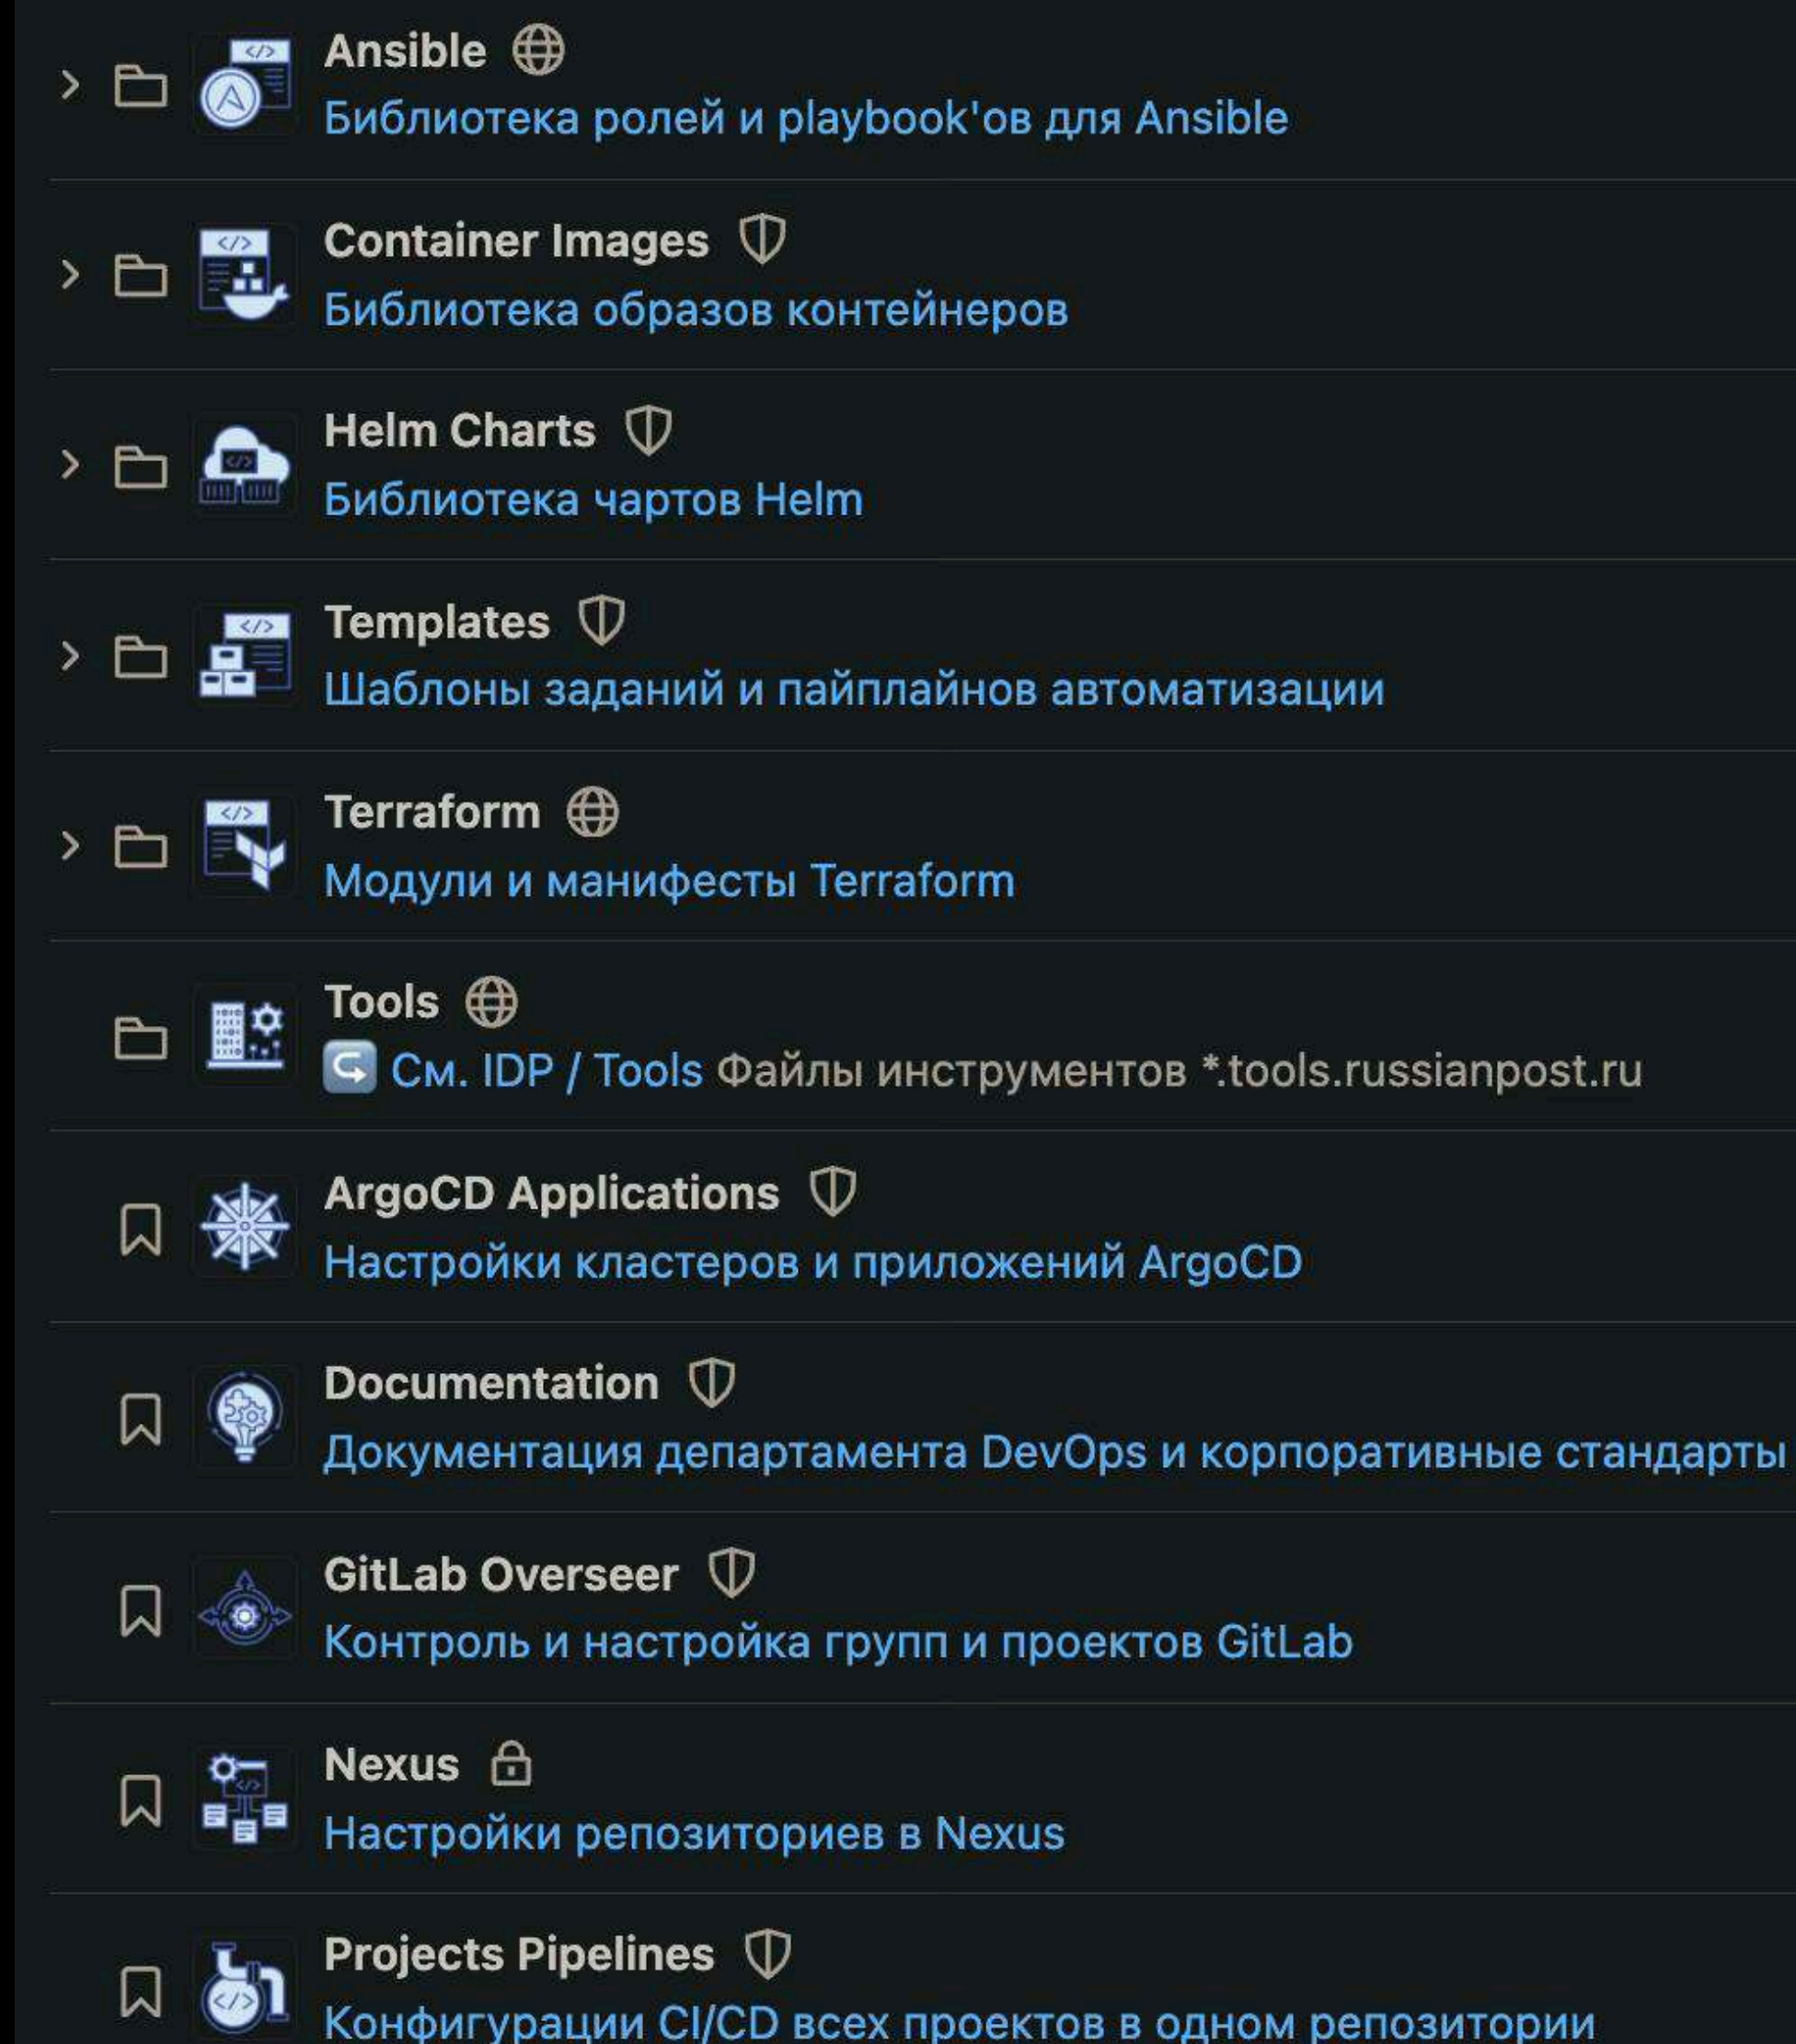 Ansible
Библиотека ролей и playbook'ов для Ansible
Container Images
Библиотека образов контейнеров
Helm Charts
Библиотека чартов Helm
Templates
Шаблоны заданий и пайплайнов автоматизации
Terraform
Модули и манифесты Terraform
Tools
См. IDP / Tools Файлы инструментов *.tools.russianpost.ru
ArgoCD Applications
Настройки кластеров и приложений ArgoCD
Documentation
Документация департамента DevOps и корпоративные стандарты
GitLab Overseer
Контроль и настройка групп и проектов GitLab
Nexus
Настройки репозиториев в Nexus
Projects Pipelines
Конфигурации CI/CD всех проектов в одном репозитории